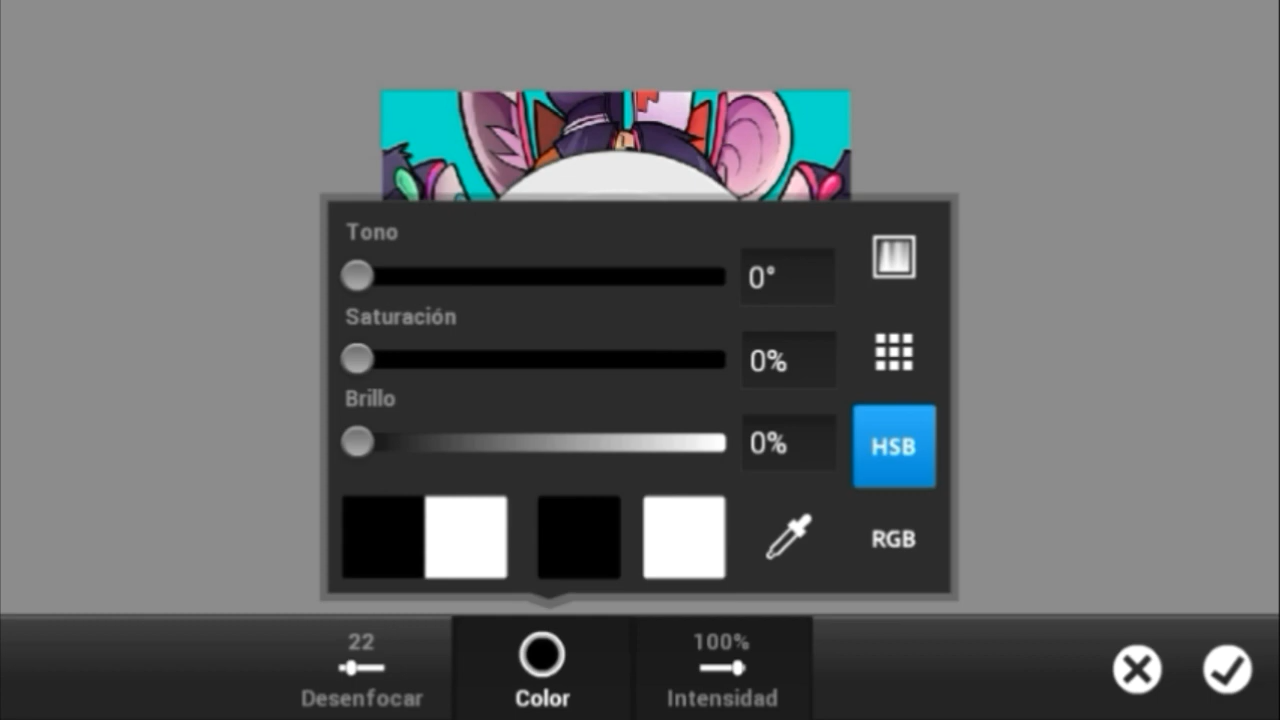 Tono
0°
Saturación
0%
Brillo
0%
HSB
RGB
22
Desenfocar
Color
100%
Intensidad